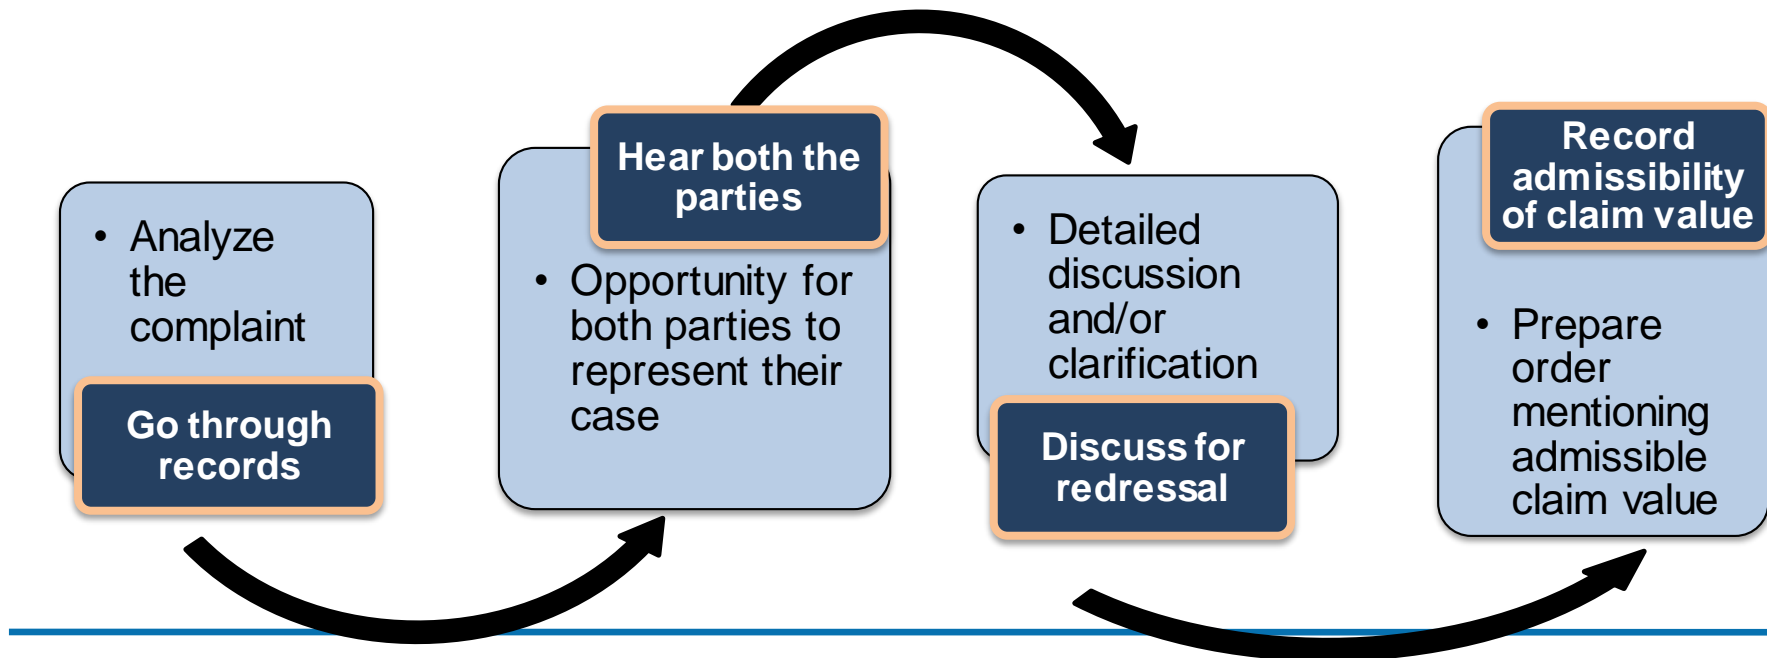 • Analyze
the
complaint
Go through
records
Hear both the
parties
• Opportunity for
both parties to
represent their
case
• Detailed
discussion
and/or
clarification
Discuss for
redressal
Record
admissibility
of claim value
• Prepare
order
mentioning
admissible
claim value